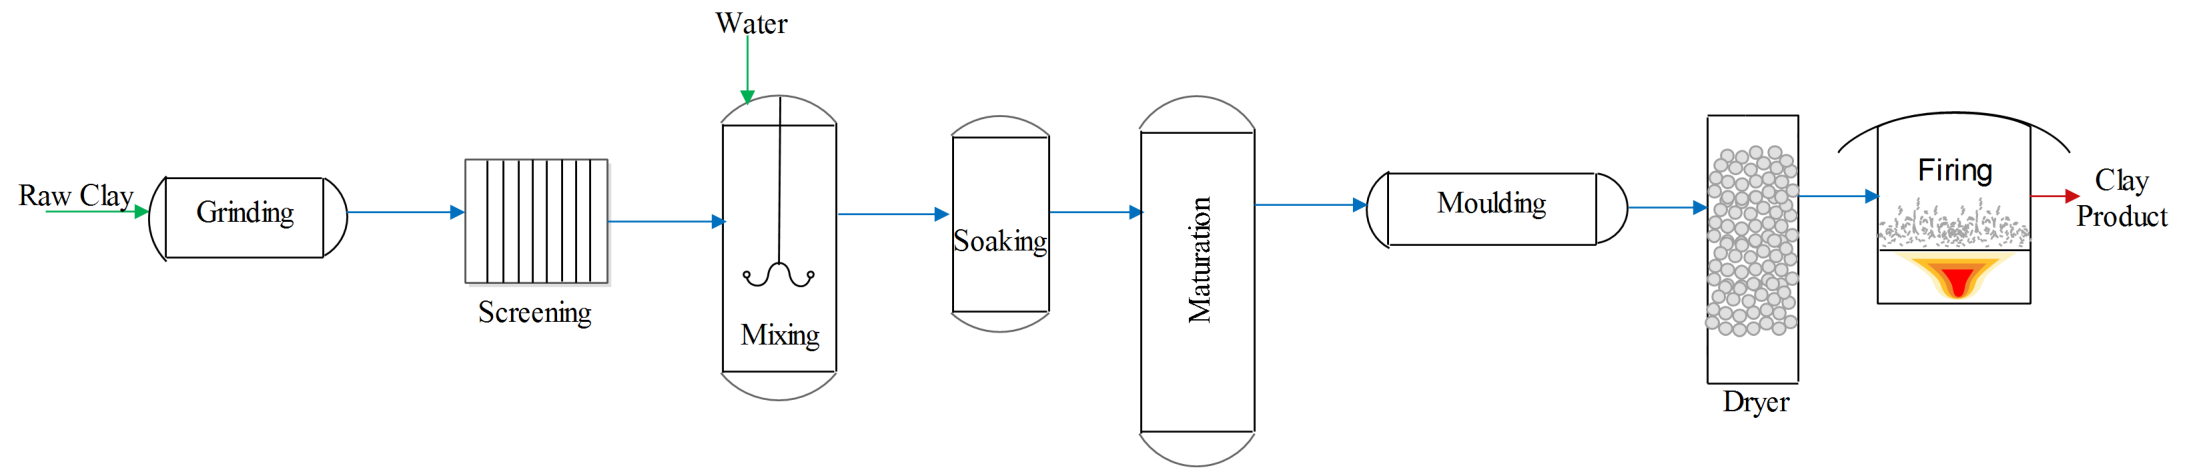 Water
Raw Clay
Grinding
Screening
Mixing
Soaking
Maturation
Moulding
Dryer
Firing
Clay
Product